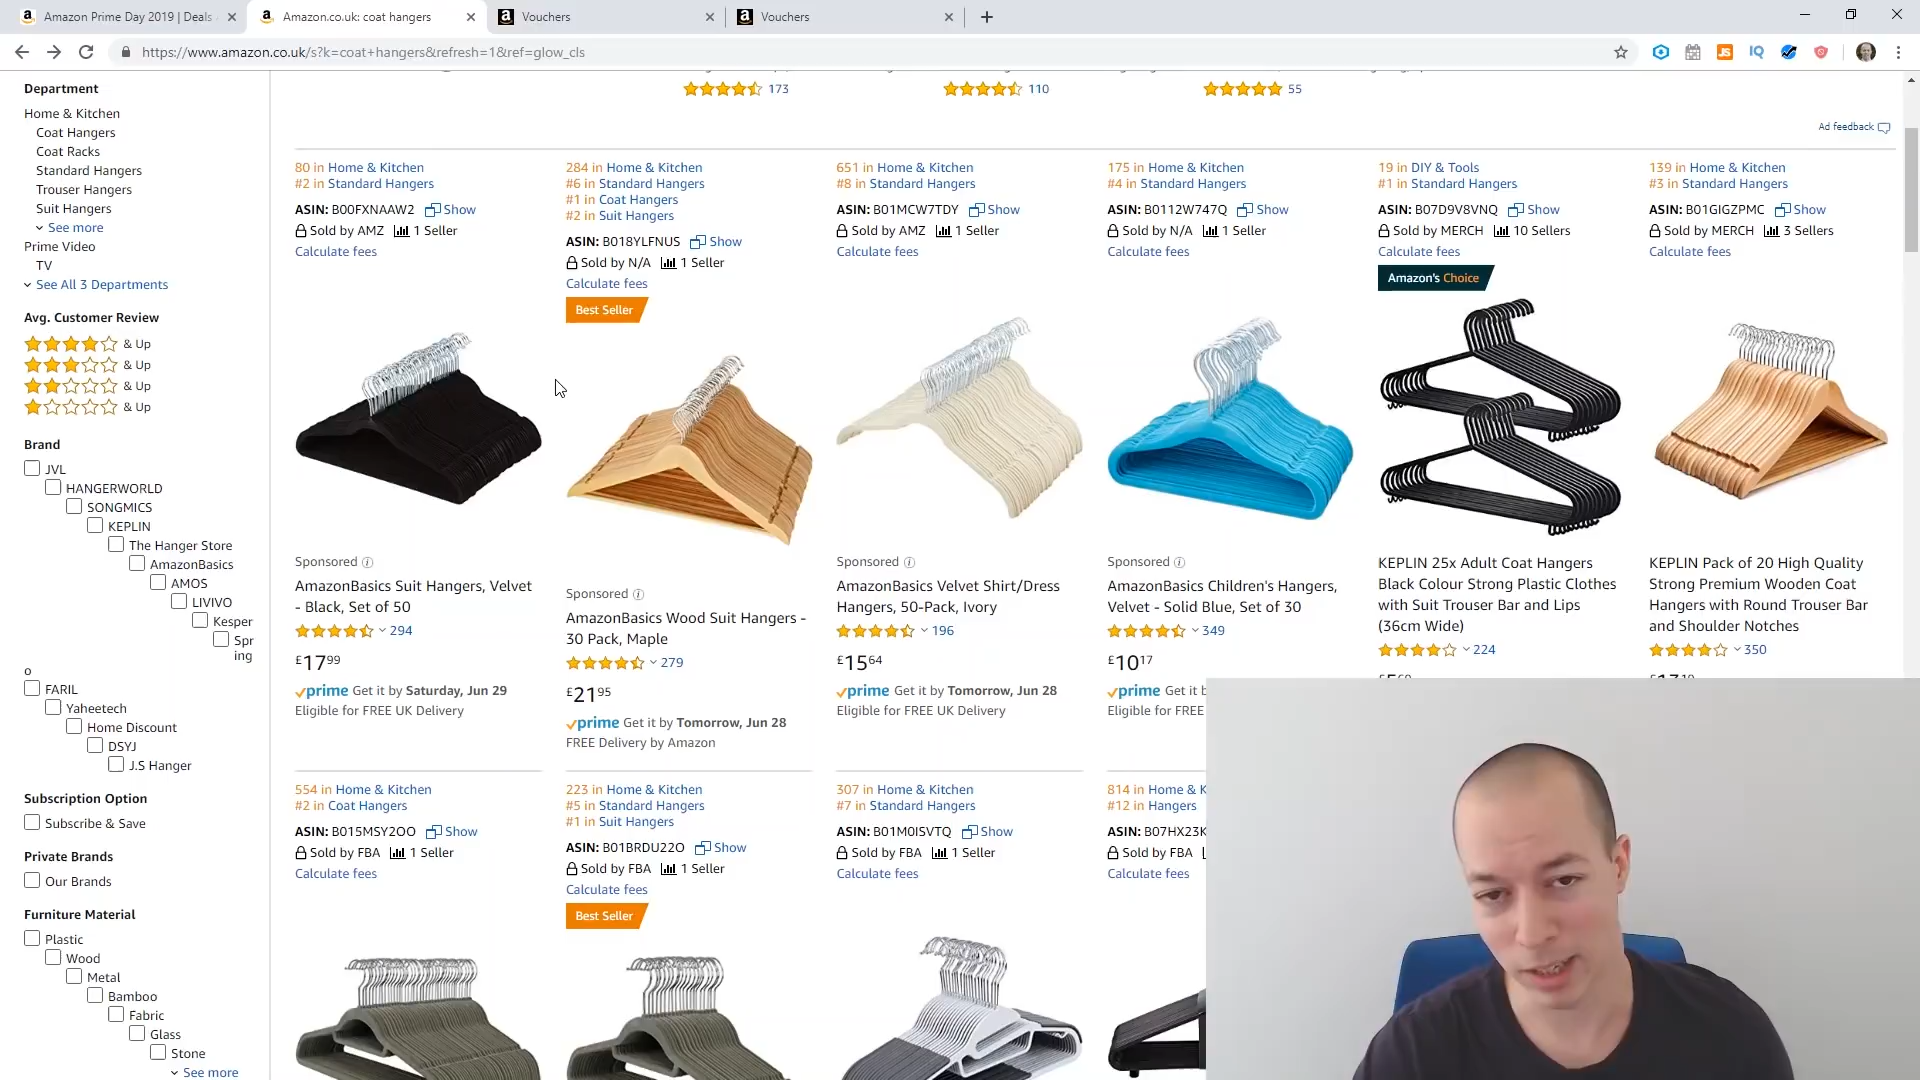 Amazon Prime Day 2019 | Deals
Amazon.co.uk: coat hangers
Vouchers
Vouchers
https://www.amazon.co.uk/s?k=coat+hangers&refresh=1&ref=glow_cls
JS
IQ
Department
Home & Kitchen
Coat Hangers
Coat Racks
Standard Hangers
Trouser Hangers
Suit Hangers
See more
Prime Video
TV
See All 3 Departments
Avg. Customer Review
& Up
& Up
& Up
& Up
Brand
JVL
HANGERWORLD
SONGMICS
KEPLIN
The Hanger Store
AmazonBasics
AMOS
LIVIVO
Kesper
Spr
ing
o
FARIL
Yaheetech
Home Discount
DSYJ
J.S Hanger
Subscription Option
Subscribe & Save
Private Brands
Our Brands
Furniture Material
Plastic
Wood
Metal
Bamboo
Fabric
Glass
Stone
See more
173
110
55
Ad feedback
80 in Home & Kitchen
#2 in Standard Hangers
ASIN: B00FXNAAW2 Show
Sold by AMZ 1 Seller
Calculate fees
Sponsored
AmazonBasics Suit Hangers, Velvet
- Black, Set of 50
294
£1799
prime Get it by Saturday, Jun 29
Eligible for FREE UK Delivery
284 in Home & Kitchen
#6 in Standard Hangers
#1 in Coat Hangers
#2 in Suit Hangers
ASIN: B018YLFNUS Show
Sold by N/A 1 Seller
Calculate fees
Best Seller
Sponsored
AmazonBasics Wood Suit Hangers -
30 Pack, Maple
279
£2195
prime Get it by Tomorrow, Jun 28
FREE Delivery by Amazon
651 in Home & Kitchen
#8 in Standard Hangers
ASIN: B01MCW7TDY Show
Sold by AMZ 1 Seller
Calculate fees
Sponsored
AmazonBasics Velvet Shirt/Dress
Hangers, 50-Pack, Ivory
196
£1564
prime Get it by Tomorrow, Jun 28
Eligible for FREE UK Delivery
175 in Home & Kitchen
#4 in Standard Hangers
ASIN: B0112W747Q Show
Sold by N/A 1 Seller
Calculate fees
Sponsored
AmazonBasics Children's Hangers,
Velvet - Solid Blue, Set of 30
349
£1017
prime Get it b
Eligible for FREE
19 in DIY & Tools
#1 in Standard Hangers
ASIN: B07D9V8VNQ Show
Sold by MERCH 10 Sellers
Calculate fees
Amazon's Choice
KEPLIN 25x Adult Coat Hangers
Black Colour Strong Plastic Clothes
with Suit Trouser Bar and Lips
(36cm Wide)
224
139 in Home & Kitchen
#3 in Standard Hangers
ASIN: B01GIGZPMC Show
Sold by MERCH 3 Sellers
Calculate fees
KEPLIN Pack of 20 High Quality
Strong Premium Wooden Coat
Hangers with Round Trouser Bar
and Shoulder Notches
350
554 in Home & Kitchen
#2 in Coat Hangers
ASIN: B015MSY2OO Show
Sold by FBA 1 Seller
Calculate fees
223 in Home & Kitchen
#5 in Standard Hangers
#1 in Suit Hangers
ASIN: B01BRDU22O Show
Sold by FBA 1 Seller
Calculate fees
Best Seller
307 in Home & Kitchen
#7 in Standard Hangers
ASIN: B01M0ISVTQ Show
Sold by FBA 1 Seller
Calculate fees
814 in Home & K
#12 in Hangers
ASIN: B07HX23K
Sold by FBA
Calculate fees